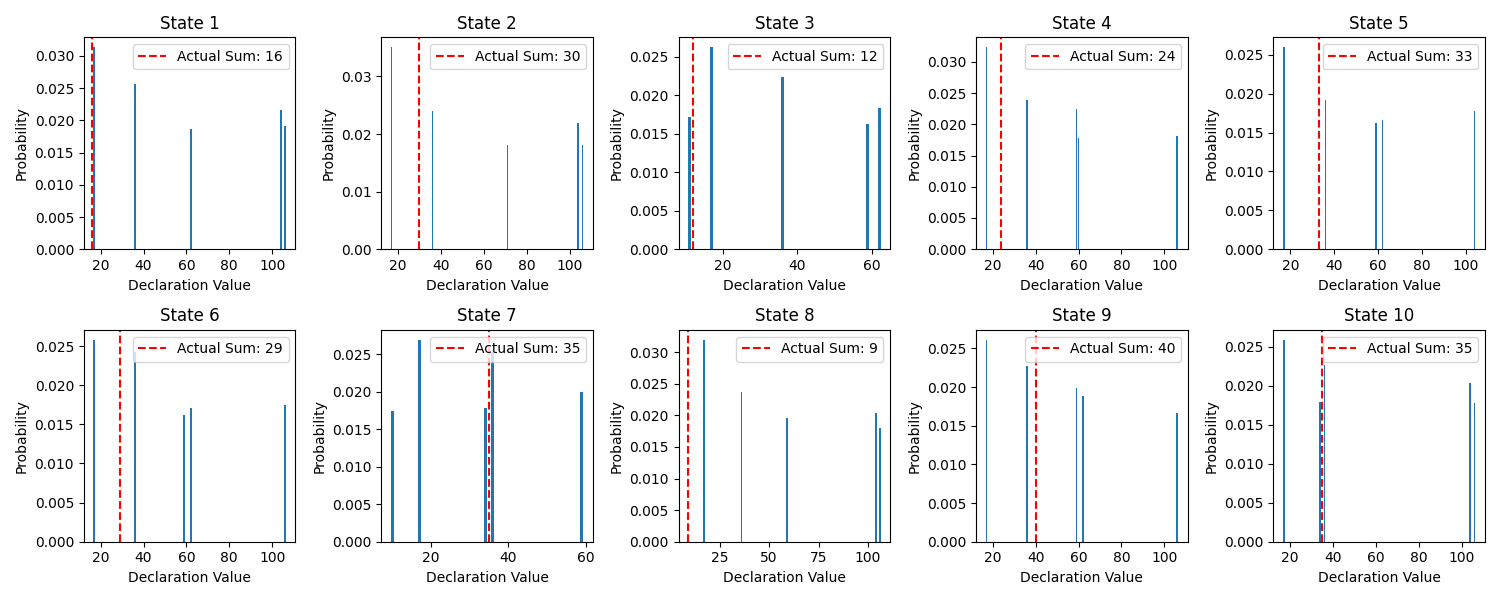 State 1
Actual Sum: 16
Probability
0.030
0.025
0.020
0.015
0.010
0.005
0.000
20 40 60 80 100
Declaration Value
State 2
Actual Sum: 30
Probability
0.03
0.02
0.01
0.00
20 40 60 80 100
Declaration Value
State 3
Actual Sum: 12
Probability
0.025
0.020
0.015
0.010
0.005
0.000
20 40 60
Declaration Value
State 4
Actual Sum: 24
Probability
0.030
0.025
0.020
0.015
0.010
0.005
0.000
20 40 60 80 100
Declaration Value
State 5
Actual Sum: 33
Probability
0.025
0.020
0.015
0.010
0.005
0.000
20 40 60 80 100
Declaration Value
State 6
Actual Sum: 29
Probability
0.025
0.020
0.015
0.010
0.005
0.000
20 40 60 80 100
Declaration Value
State 7
Actual Sum: 35
Probability
0.025
0.020
0.015
0.010
0.005
0.000
20 40 60
Declaration Value
State 8
Actual Sum: 9
Probability
0.030
0.025
0.020
0.015
0.010
0.005
0.000
25 50 75 100
Declaration Value
State 9
Actual Sum: 40
Probability
0.025
0.020
0.015
0.010
0.005
0.000
20 40 60 80 100
Declaration Value
State 10
Actual Sum: 35
Probability
0.025
0.020
0.015
0.010
0.005
0.000
20 40 60 80 100
Declaration Value